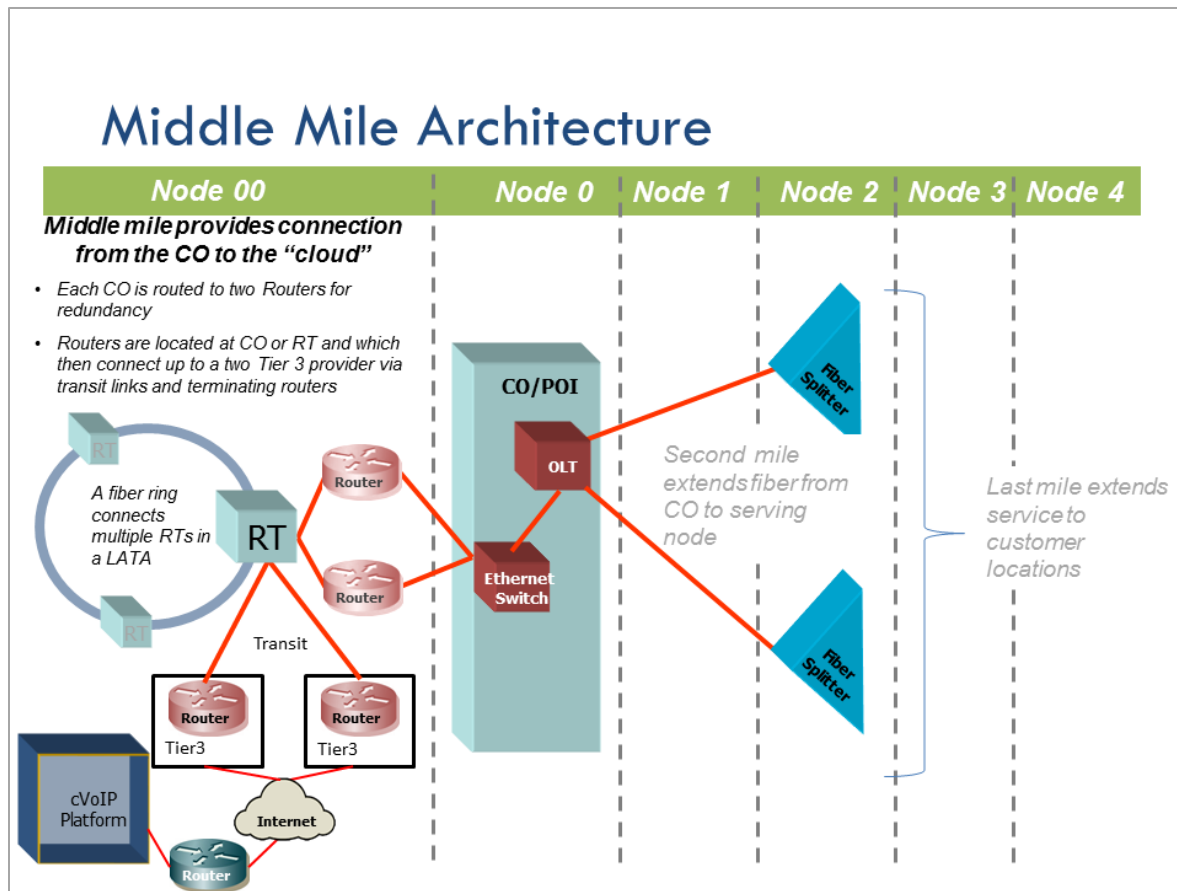 Middle Mile Architecture
Node 00
Node 0
Node 1
Node 2
Node 3
Node 4
Middle mile provides connection
from the CO to the “cloud”
• Each CO is routed to two Routers for
redundancy
• Routers are located at CO or RT and which
then connect up to a two Tier 3 provider via
transit links and terminating routers
RT
A fiber ring
connects
multiple RTs in
a LATA
RT
RT
Router
Router
Transit
Router
Tier3
Router
Tier3
cVoIP
Platform
Internet
Router
CO/POI
OLT
Ethernet
Switch
Second mile
extends fiber from
CO to serving
node
Fiber
Splitter
Fiber
Splitter
Last mile extends
service to
customer
locations